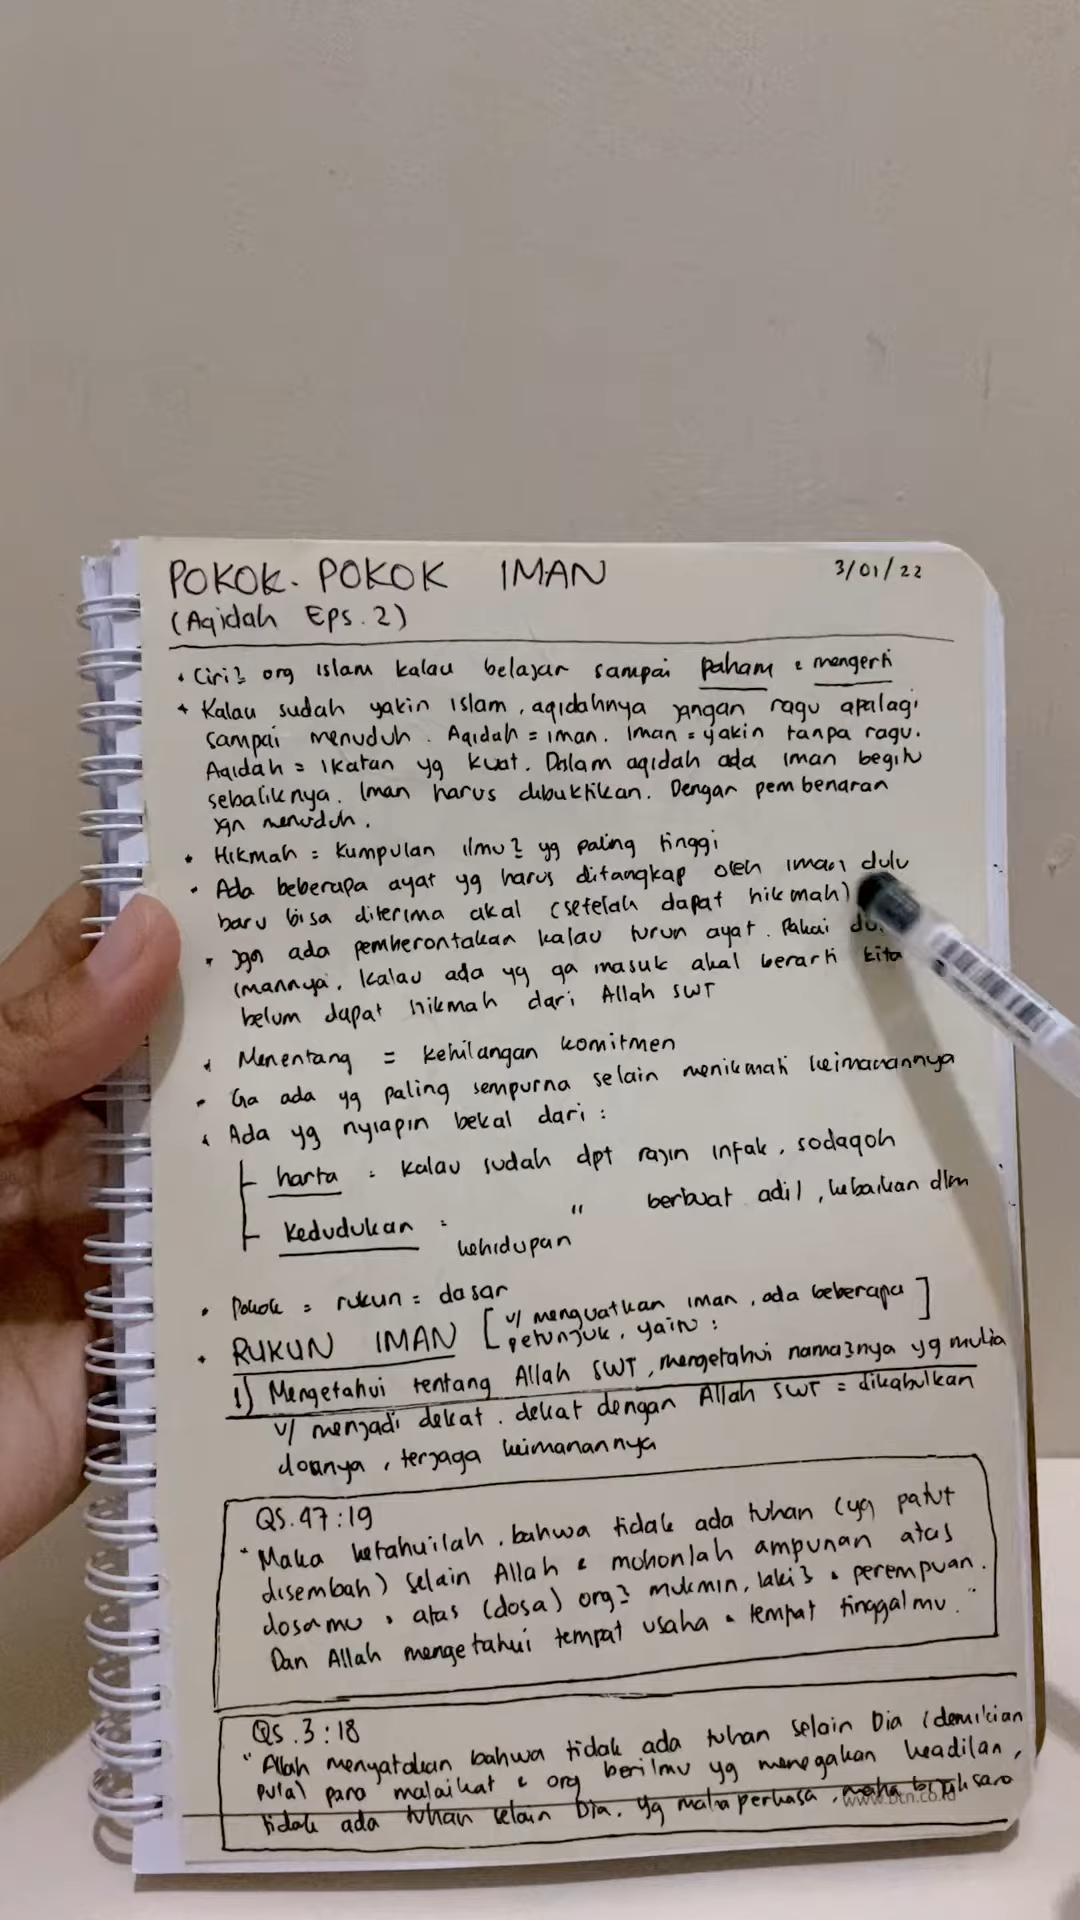 POKOK-POKOK IMAN 3/01/22
(Aqidah Eps.2)
• Ciri2 org Islam kalau belajar sampai paham & mengerti
• Kalau sudah yakin Islam, aqidahnya jangan ragu apalagi
sampai menuduh. Aqidah = iman. Iman = yakin tanpa ragu.
Aqidah = Ikatan yg kuat. Dalam aqidah ada iman begitu
sebaliknya. Iman harus dibuktikan. Dengan pembenaran
jgn menuduh.
• Hikmah = kumpulan ilmu2 yg paling tinggi
• Ada beberapa ayat yg harus ditangkap oleh iman dulu
baru bisa diterima akal (setelah dapat hikmah)
• Jgn ada pemberontakan kalau turun ayat. Pakai
imannya. Kalau ada yg ga masuk akal berarti kita
belum dapat hikmah dari Allah SWT
• Menentang = kehilangan komitmen
• Ga ada yg paling sempurna selain menikmati keimanannya
• Ada yg nyiapin bekal dari :
harta : kalau sudah dpt rajin infak, sodaqoh
kedudukan : " berbuat adil, kebaikan dlm
kehidupan
• Pokok = rukun = dasar
• RUKUN IMAN [u/ menguatkan iman, ada beberapa
petunjuk, yaitu :]
1) Mengetahui tentang Allah SWT, mengetahui nama2nya yg mulia
u/ menjadi dekat. dekat dengan Allah SWT = dikabulkan
doanya, terjaga keimanannya
QS.47:19
"Maka ketahuilah, bahwa tidak ada tuhan (yg patut
disembah) selain Allah & mohonlah ampunan atas
dosamu & atas (dosa) org2 mukmin, laki2 & perempuan.
Dan Allah mengetahui tempat usaha & tempat tinggalmu."
QS.3:18
"Allah menyatakan bahwa tidak ada tuhan selain Dia (demikian
pula) para malaikat & org berilmu yg menegakan keadilan,
tidak ada tuhan selain Dia, yg maha perkasa, maha bijaksana